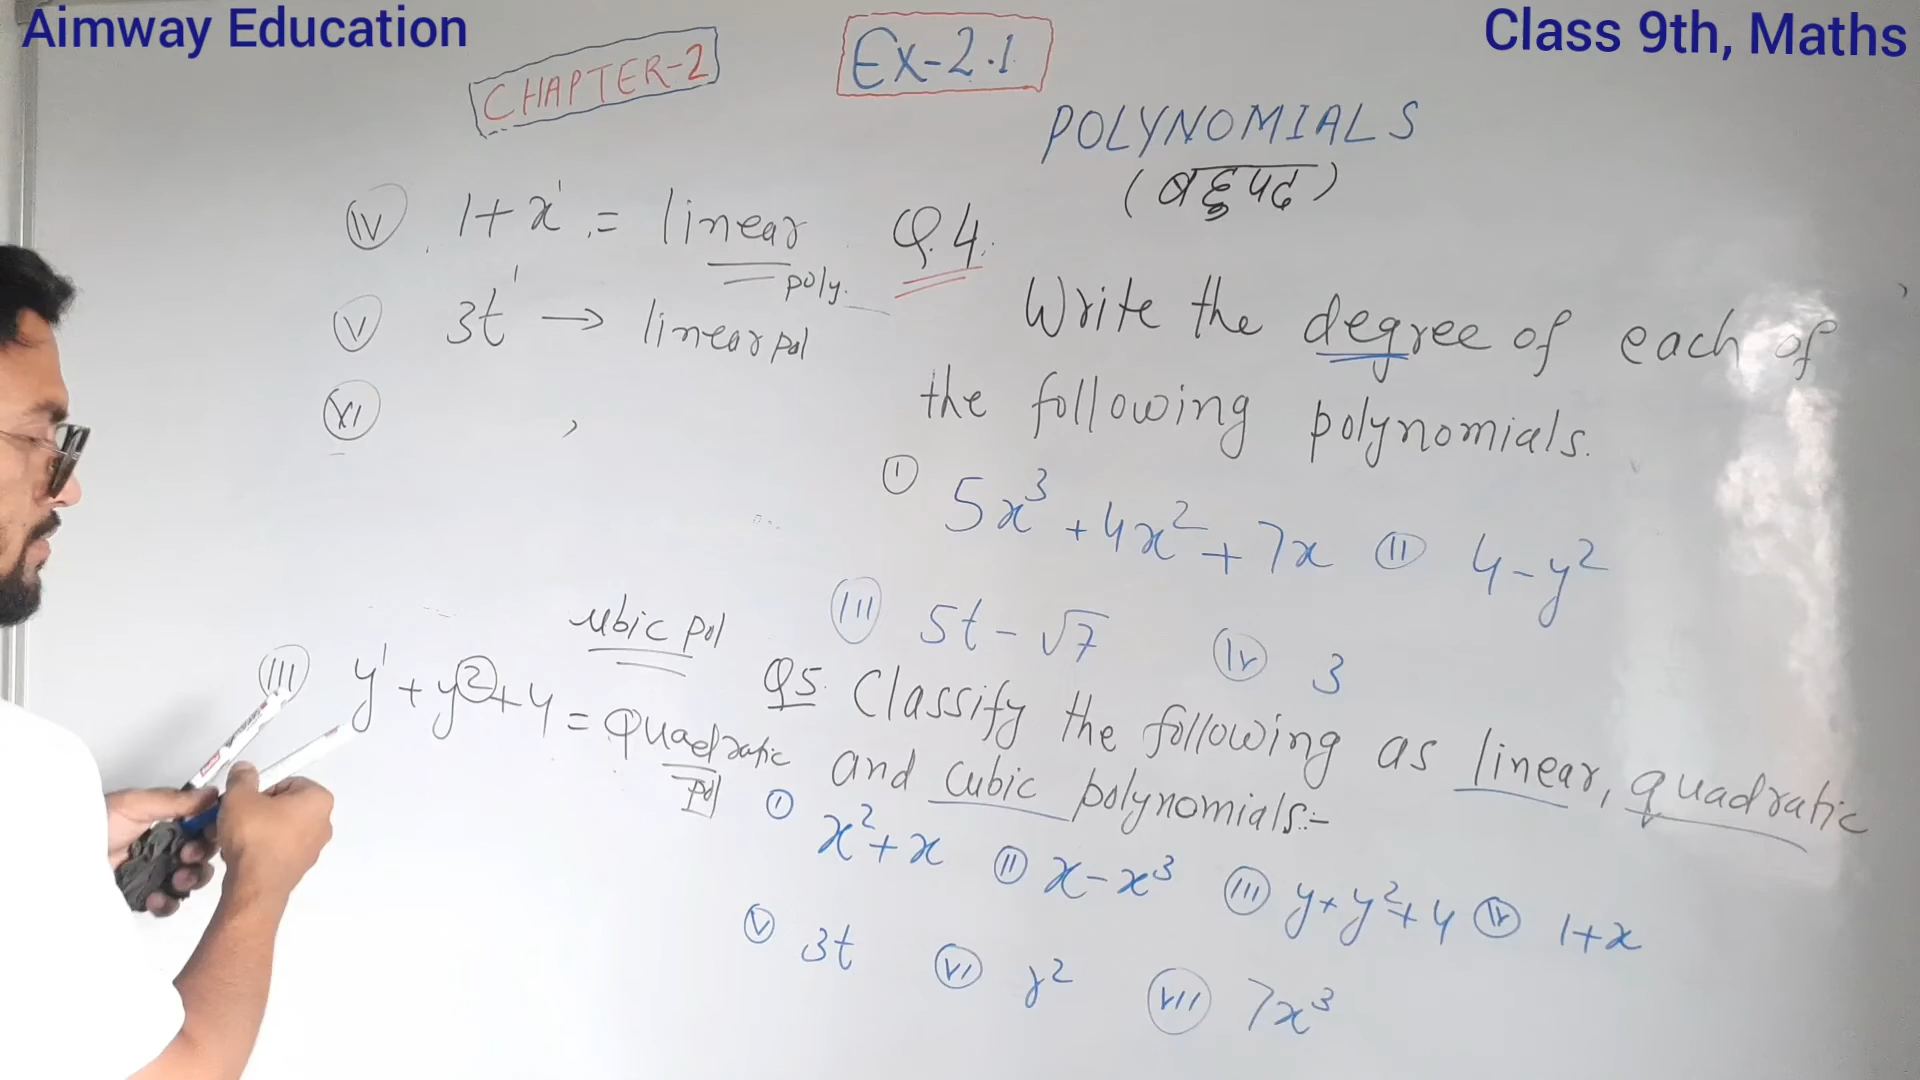 Aimway Education
Class 9th, Maths
CHAPTER-2
Ex-2.1
POLYNOMIALS
(बहुपद)
(iv) 1+x¹ = linear poly.
(v) 3t¹ → linear pol
(xi)
Q.4. Write the degree of each of
the following polynomials.
(i) 5x³+4x²+7x (ii) 4-y²
(iii) 5t-√7 (iv) 3
cubic pol
(iii) y¹+y²+4 = Quadratic pol
Q5. Classify the following as linear, quadratic
and cubic polynomials:-
(i) x²+x (ii) x-x³ (iii) y+y²+4 (iv) 1+x
(v) 3t (vi) r² (vii) 7x³